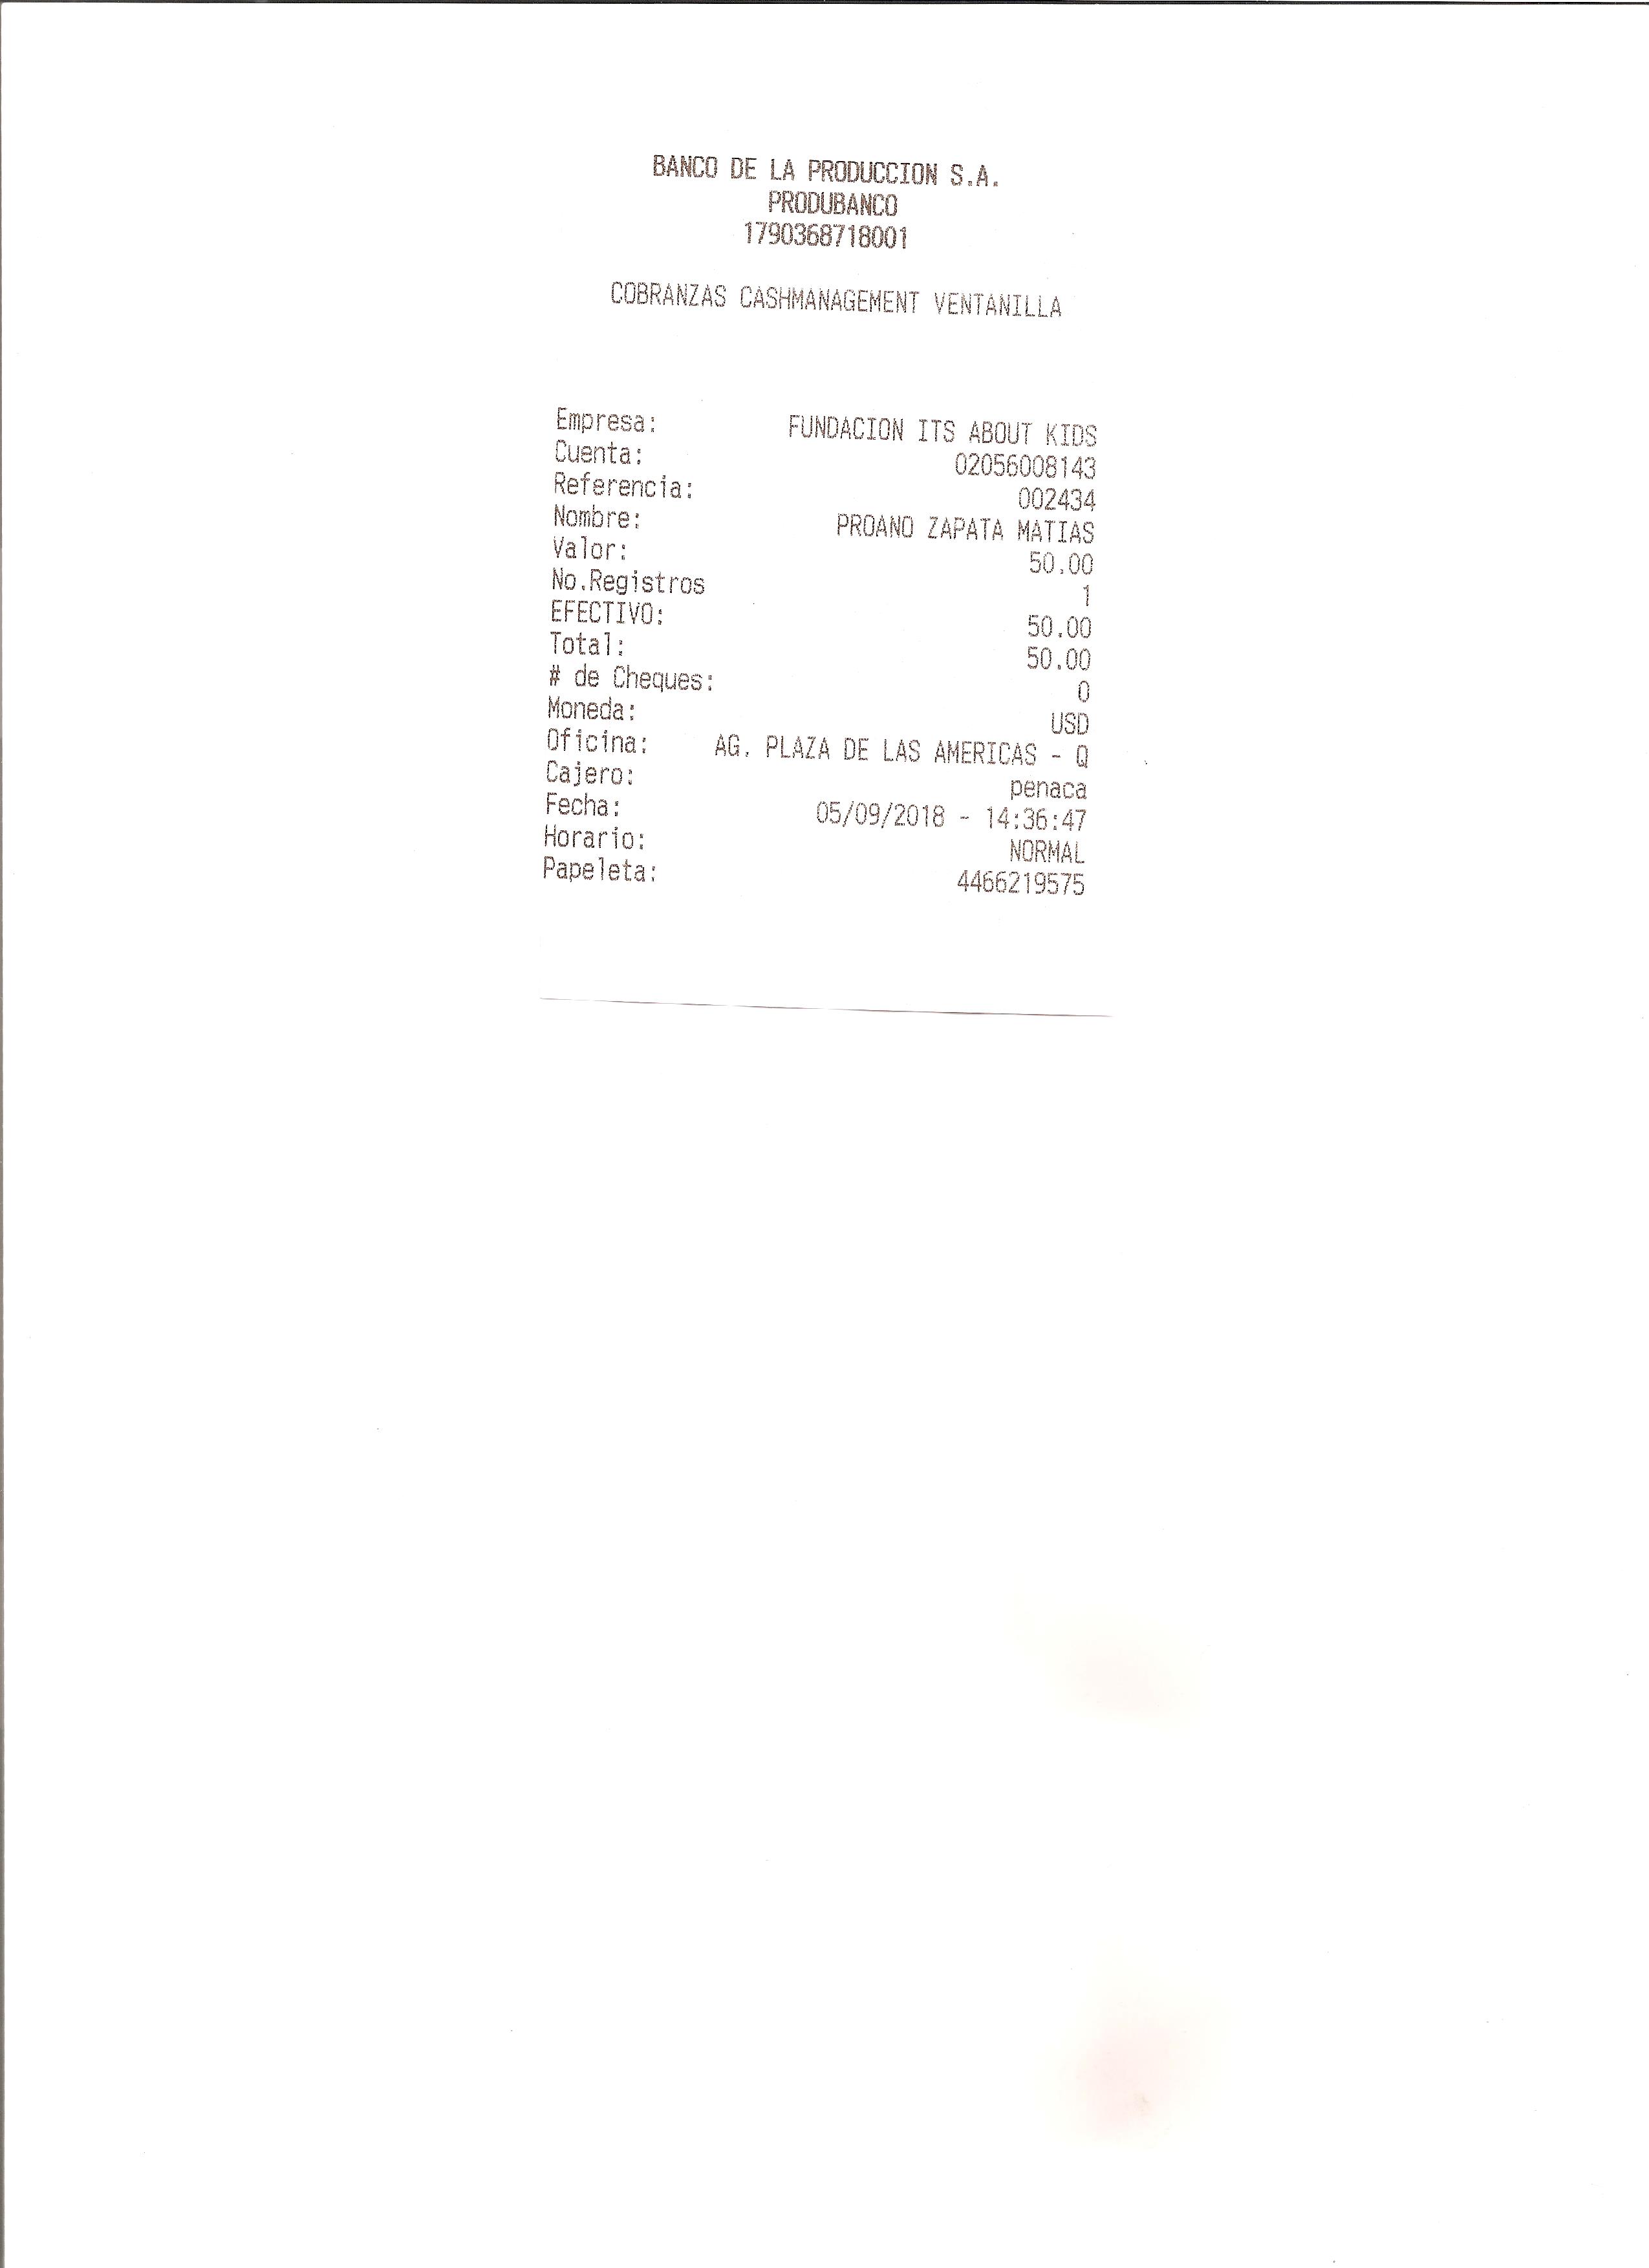 BANCO DE LA PRODUCCION S.A.
PRODUBANCO
1790368718001
COBRANZAS CASHMANAGEMENT VENTANILLA
Empresa: FUNDACION ITS ABOUT KIDS
Cuenta: 02056008143
Referencia: 002434
Nombre: PROANO ZAPATA MATIAS
Valor: 50.00
No.Registros 1
EFECTIVO: 50.00
Total: 50.00
# de Cheques: 0
Moneda: USD
Oficina: AG. PLAZA DE LAS AMERICAS - Q
Cajero: penaca
Fecha: 05/09/2018 - 14:36:47
Horario: NORMAL
Papeleta: 4466219575